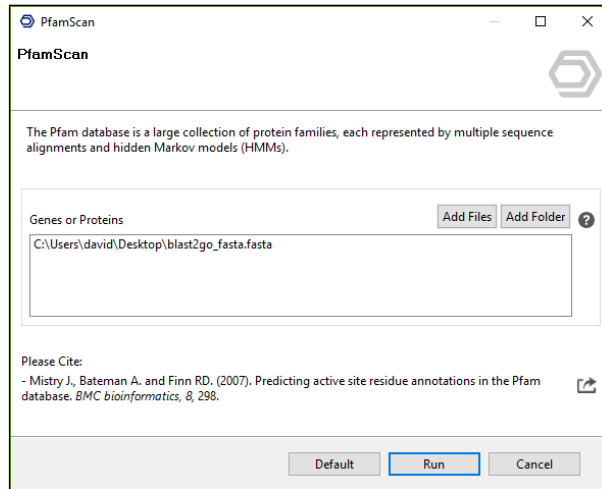 PfamScan
PfamScan
The Pfam database is a large collection of protein families, each represented by multiple sequence
alignments and hidden Markov models (HMMs).
Genes or Proteins
Add Files
Add Folder
?
C:\Users\david\Desktop\blast2go_fasta.fasta
Please Cite:
- Mistry J., Bateman A. and Finn RD. (2007). Predicting active site residue annotations in the Pfam
database. BMC bioinformatics, 8, 298.
Default
Run
Cancel